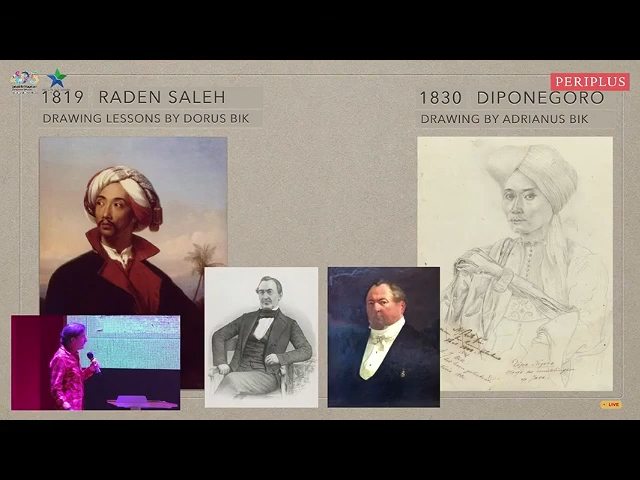 PERIPLUS
1819 RADEN SALEH
DRAWING LESSONS BY DORUS BIK
1830 DIPONEGORO
DRAWING BY ADRIANUS BIK
LIVE